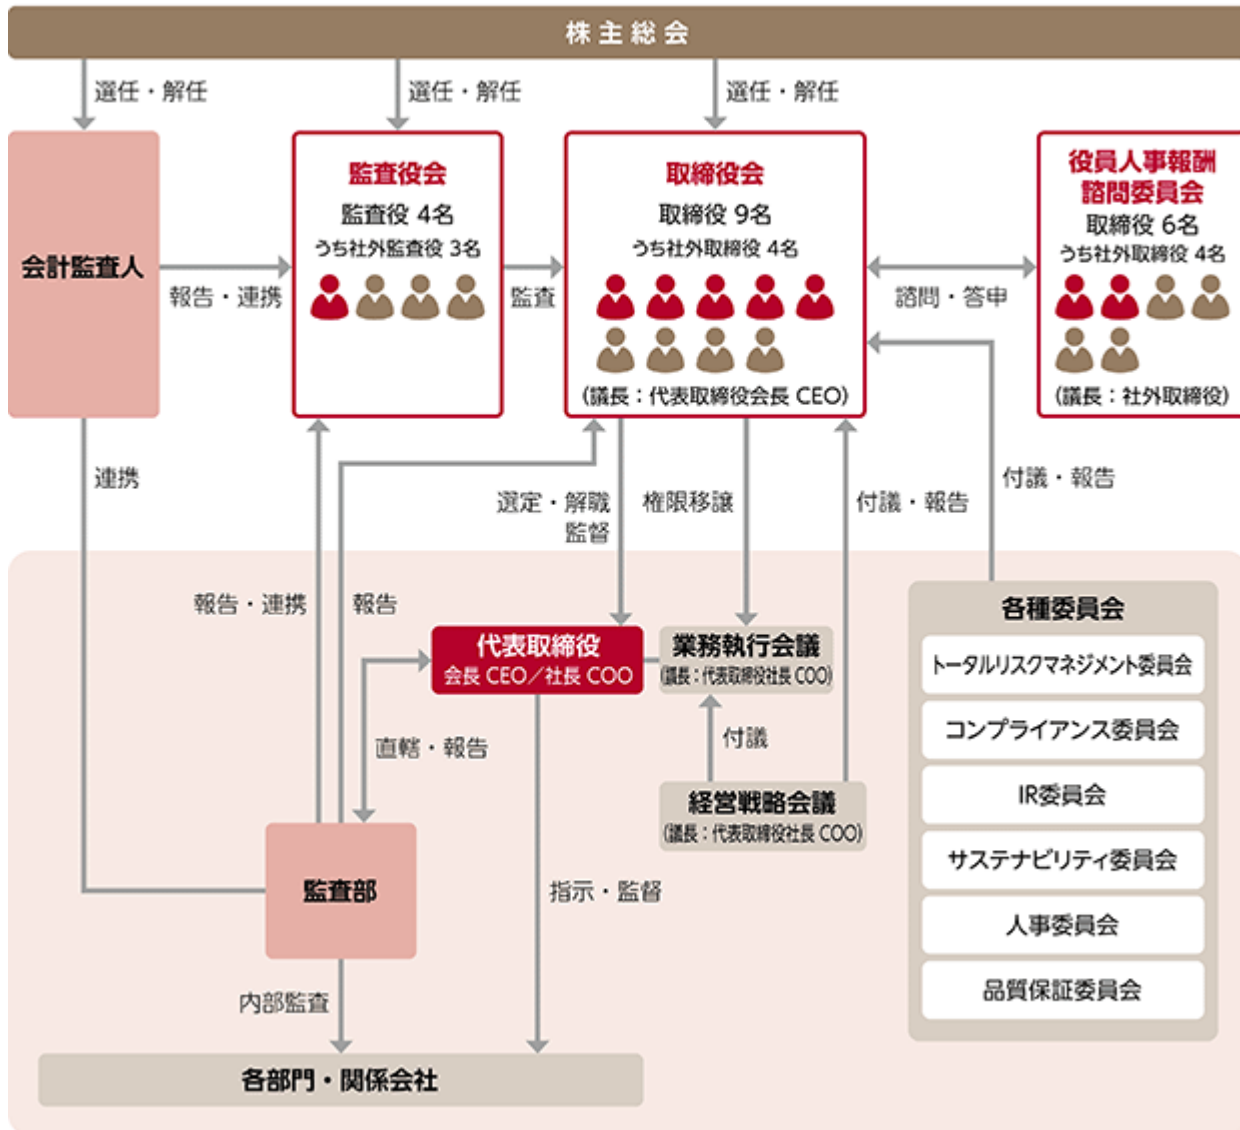 株主総会
選任・解任
選任・解任
選任・解任
会計監査人
監査役会
監査役 4名
うち社外監査役 3名
取締役会
取締役 9名
うち社外取締役 4名
(議長：代表取締役会長 CEO)
役員人事報酬
諮問委員会
取締役 6名
うち社外取締役 4名
(議長：社外取締役)
報告・連携
監査
諮問・答申
連携
選定・解職
監督
権限移譲
付議・報告
付議・報告
報告・連携
報告
代表取締役
会長 CEO／社長 COO
業務執行会議
(議長：代表取締役社長 COO)
直轄・報告
付議
経営戦略会議
(議長：代表取締役社長 COO)
監査部
指示・監督
内部監査
各部門・関係会社
各種委員会
トータルリスクマネジメント委員会
コンプライアンス委員会
IR委員会
サステナビリティ委員会
人事委員会
品質保証委員会